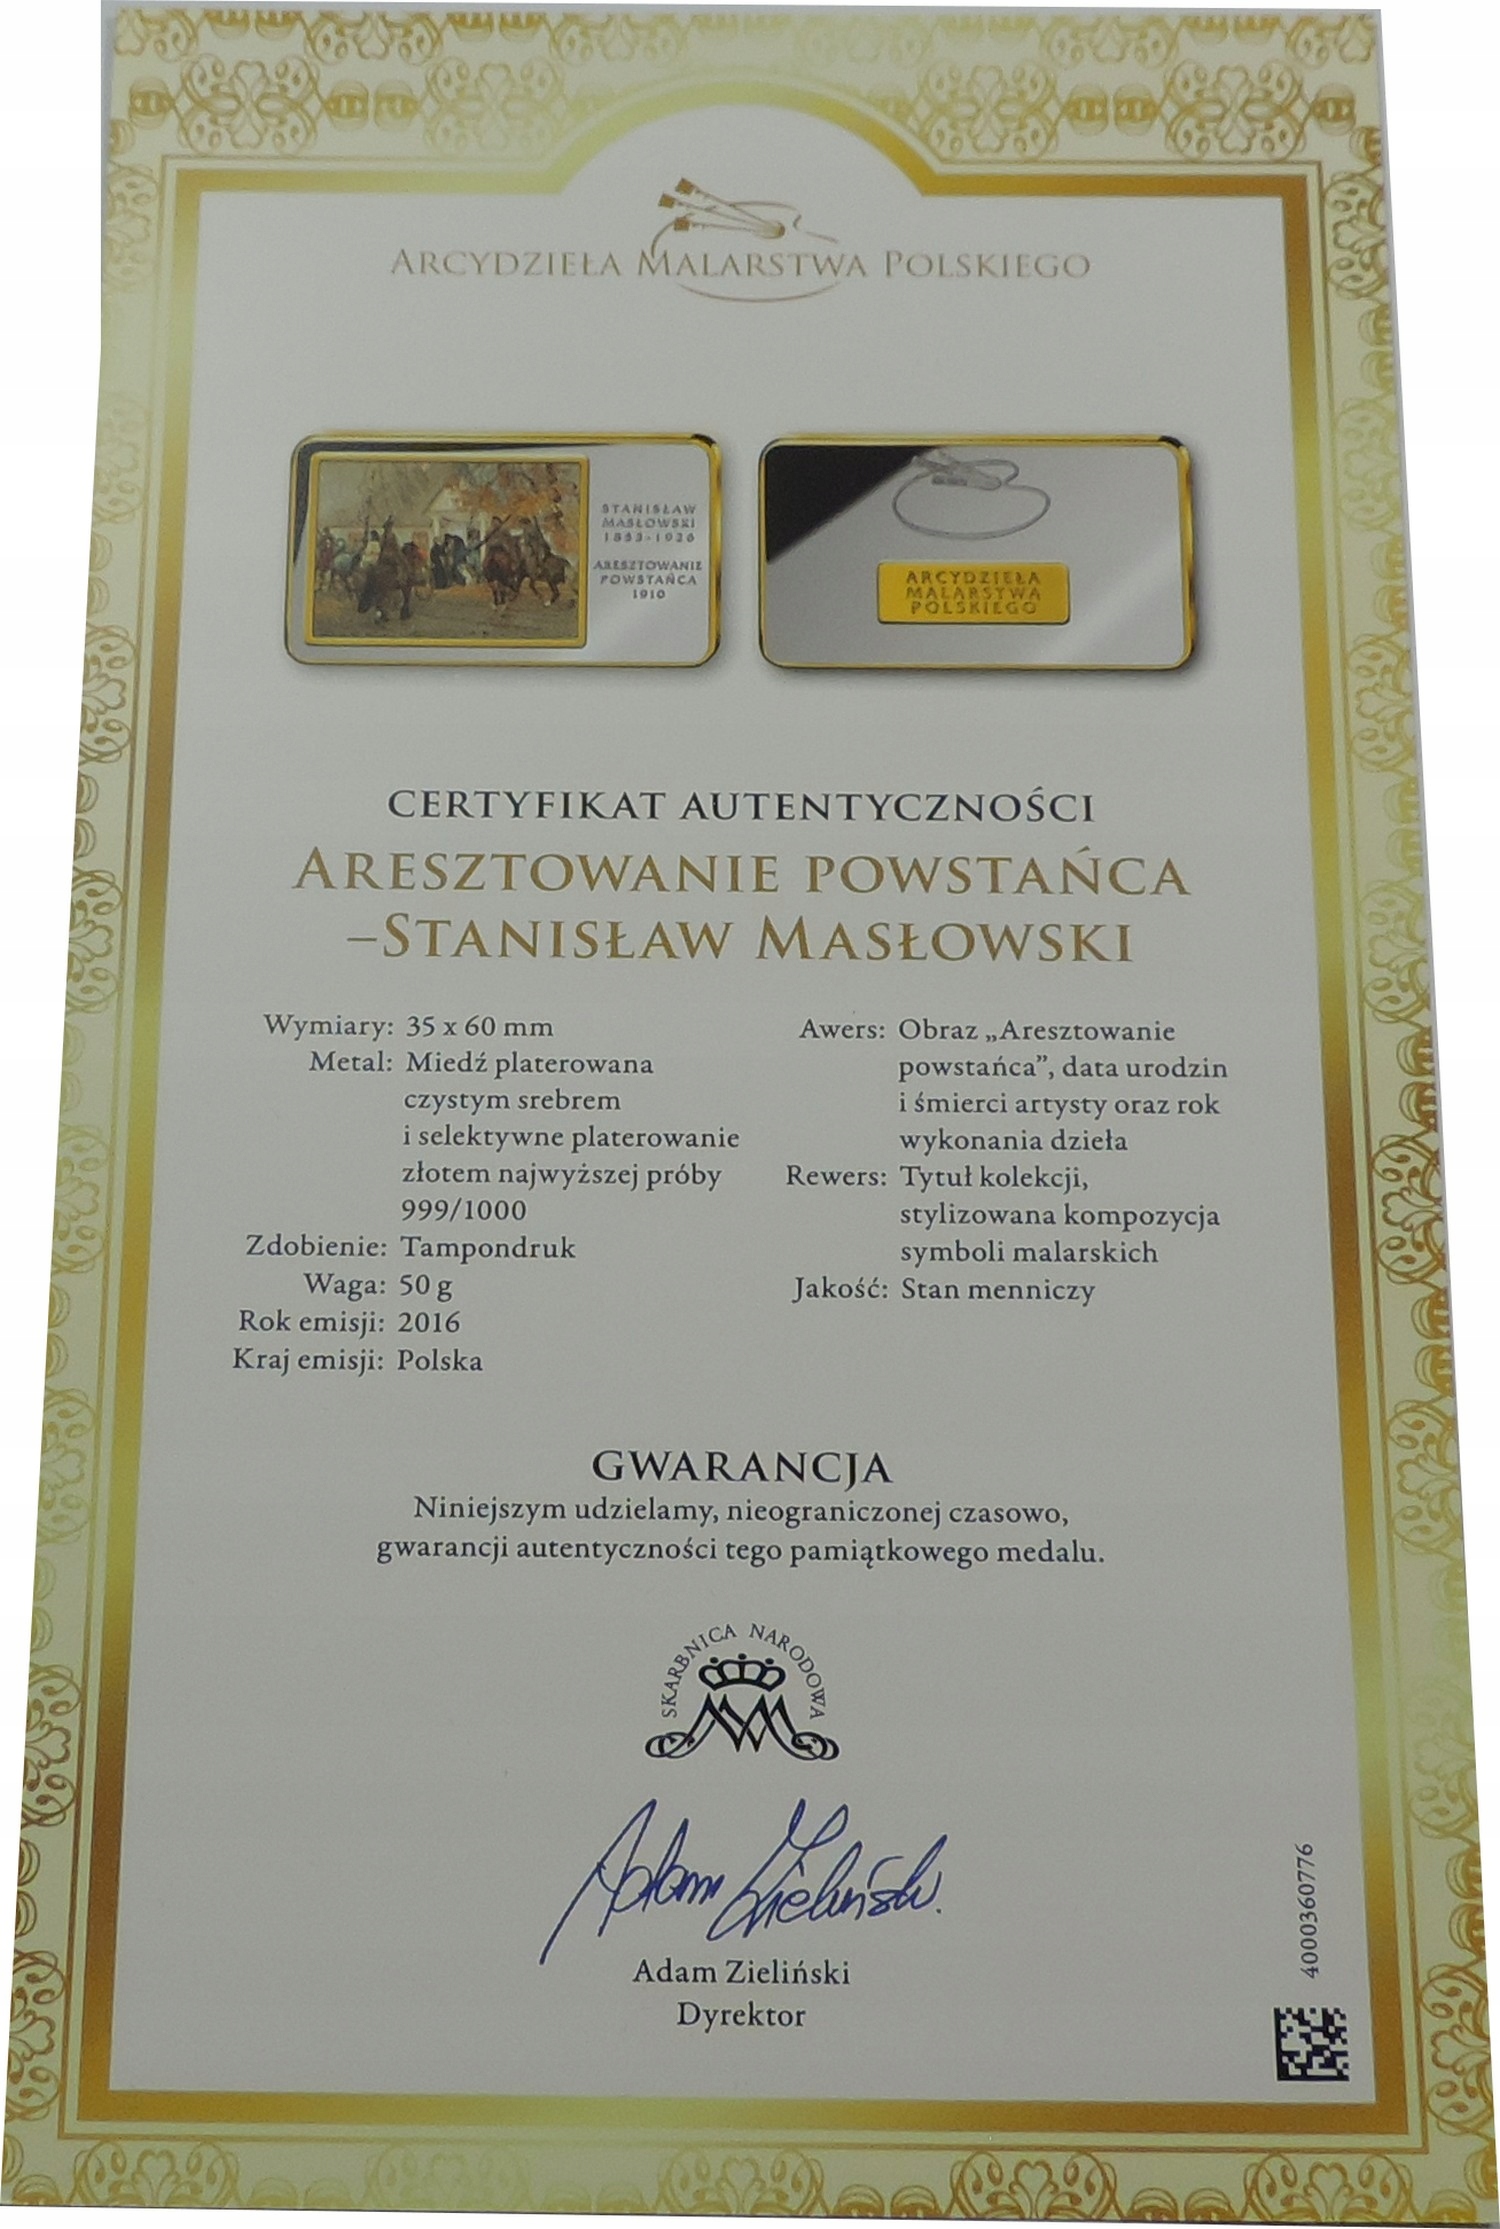 ARCYDZIEŁA MALARSTWA POLSKIEGO
STANISŁAW
MASŁOWSKI
1853-1926
ARESZTOWANIE
POWSTAŃCA
1910
ARCYDZIEŁA
MALARSTWA
POLSKIEGO
CERTYFIKAT AUTENTYCZNOŚCI
ARESZTOWANIE POWSTAŃCA
–STANISŁAW MASŁOWSKI
Wymiary: 35 x 60 mm
Metal: Miedź platerowana
czystym srebrem
i selektywne platerowanie
złotem najwyższej próby
999/1000
Zdobienie: Tampondruk
Waga: 50 g
Rok emisji: 2016
Kraj emisji: Polska
Awers: Obraz „Aresztowanie
powstańca”, data urodzin
i śmierci artysty oraz rok
wykonania dzieła
Rewers: Tytuł kolekcji,
stylizowana kompozycja
symboli malarskich
Jakość: Stan menniczy
GWARANCJA
Niniejszym udzielamy, nieograniczonej czasowo,
gwarancji autentyczności tego pamiątkowego medalu.
SKARBNICA NARODOWA
Adam Zieliński
Adam Zieliński
Dyrektor
4000360776